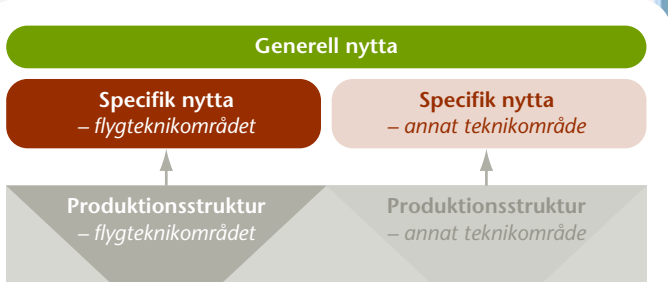 Generell nytta
Specifik nytta
– flygteknikområdet
Specifik nytta
– annat teknikområde
Produktionsstruktur
– flygteknikområdet
Produktionsstruktur
– annat teknikområde